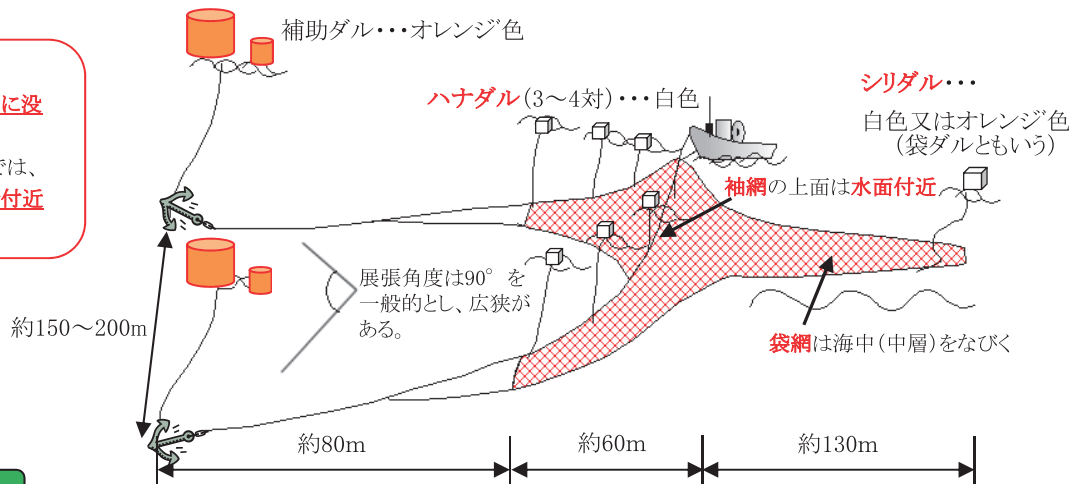 補助ダル･･･オレンジ色
に没
では、
付近
ハナダル(3～4対)･･･白色
シリダル･･･
白色又はオレンジ色
(袋ダルともいう)
袖網の上面は水面付近
展張角度は90°を
一般的とし、広狭が
ある。
約150～200m
袋網は海中(中層)をなびく
約80m
約60m
約130m